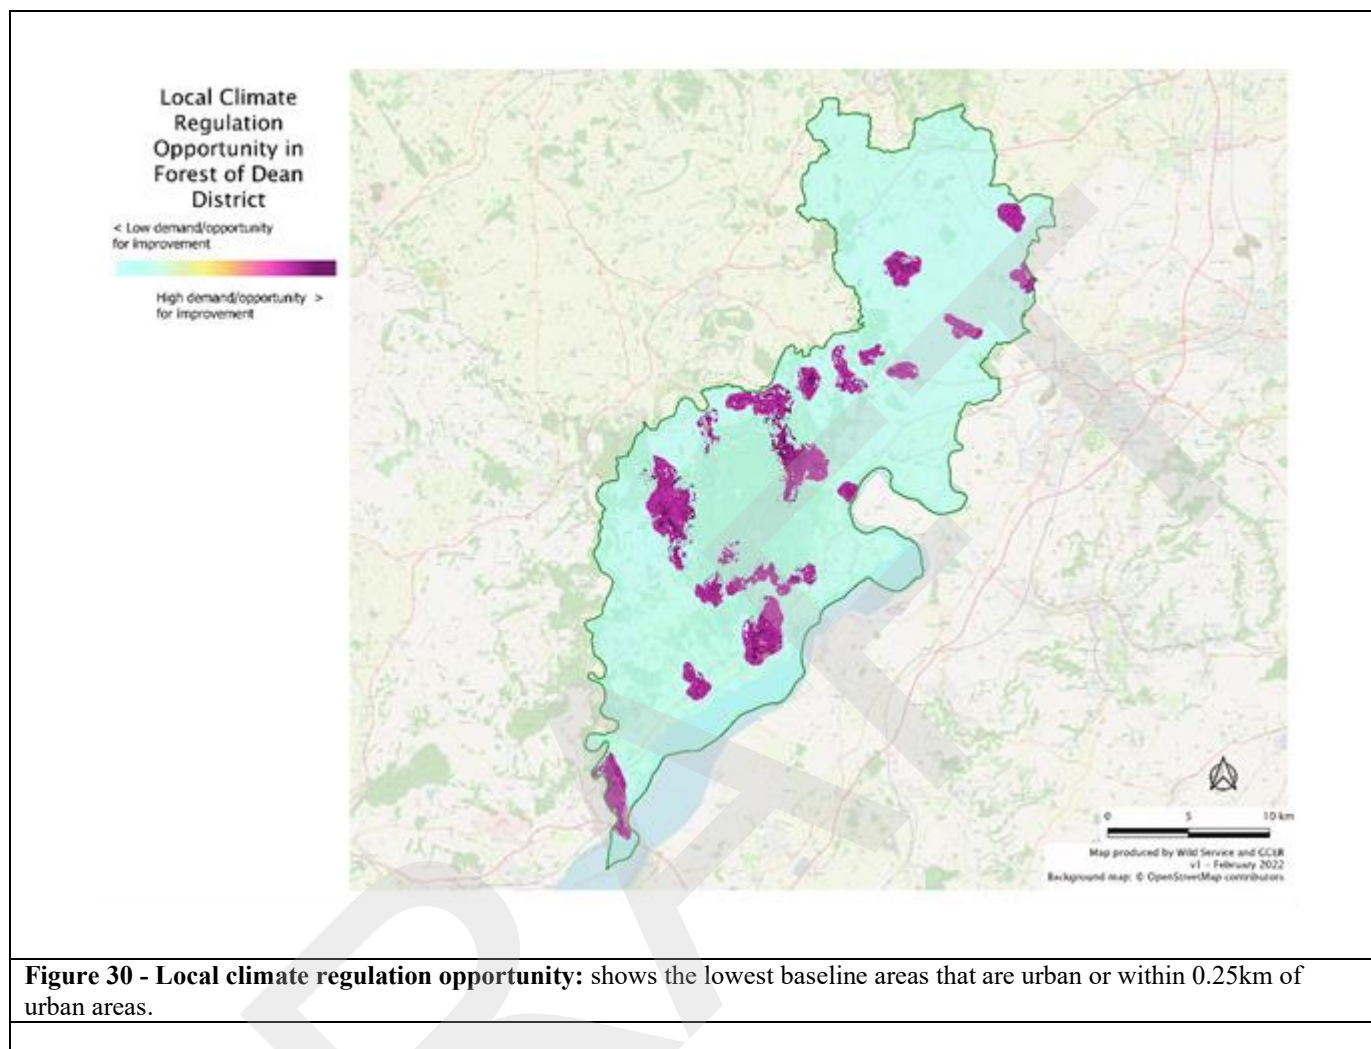 Local Climate
Regulation
Opportunity in
Forest of Dean
District
< Low demand/opportunity
for improvement
High demand/opportunity >
for improvement
0 5 10 km
Map produced by Wild Service and GCER
v1 - February 2022
Background map: © OpenStreetMap contributors
Figure 30 - Local climate regulation opportunity: shows the lowest baseline areas that are urban or within 0.25km of
urban areas.